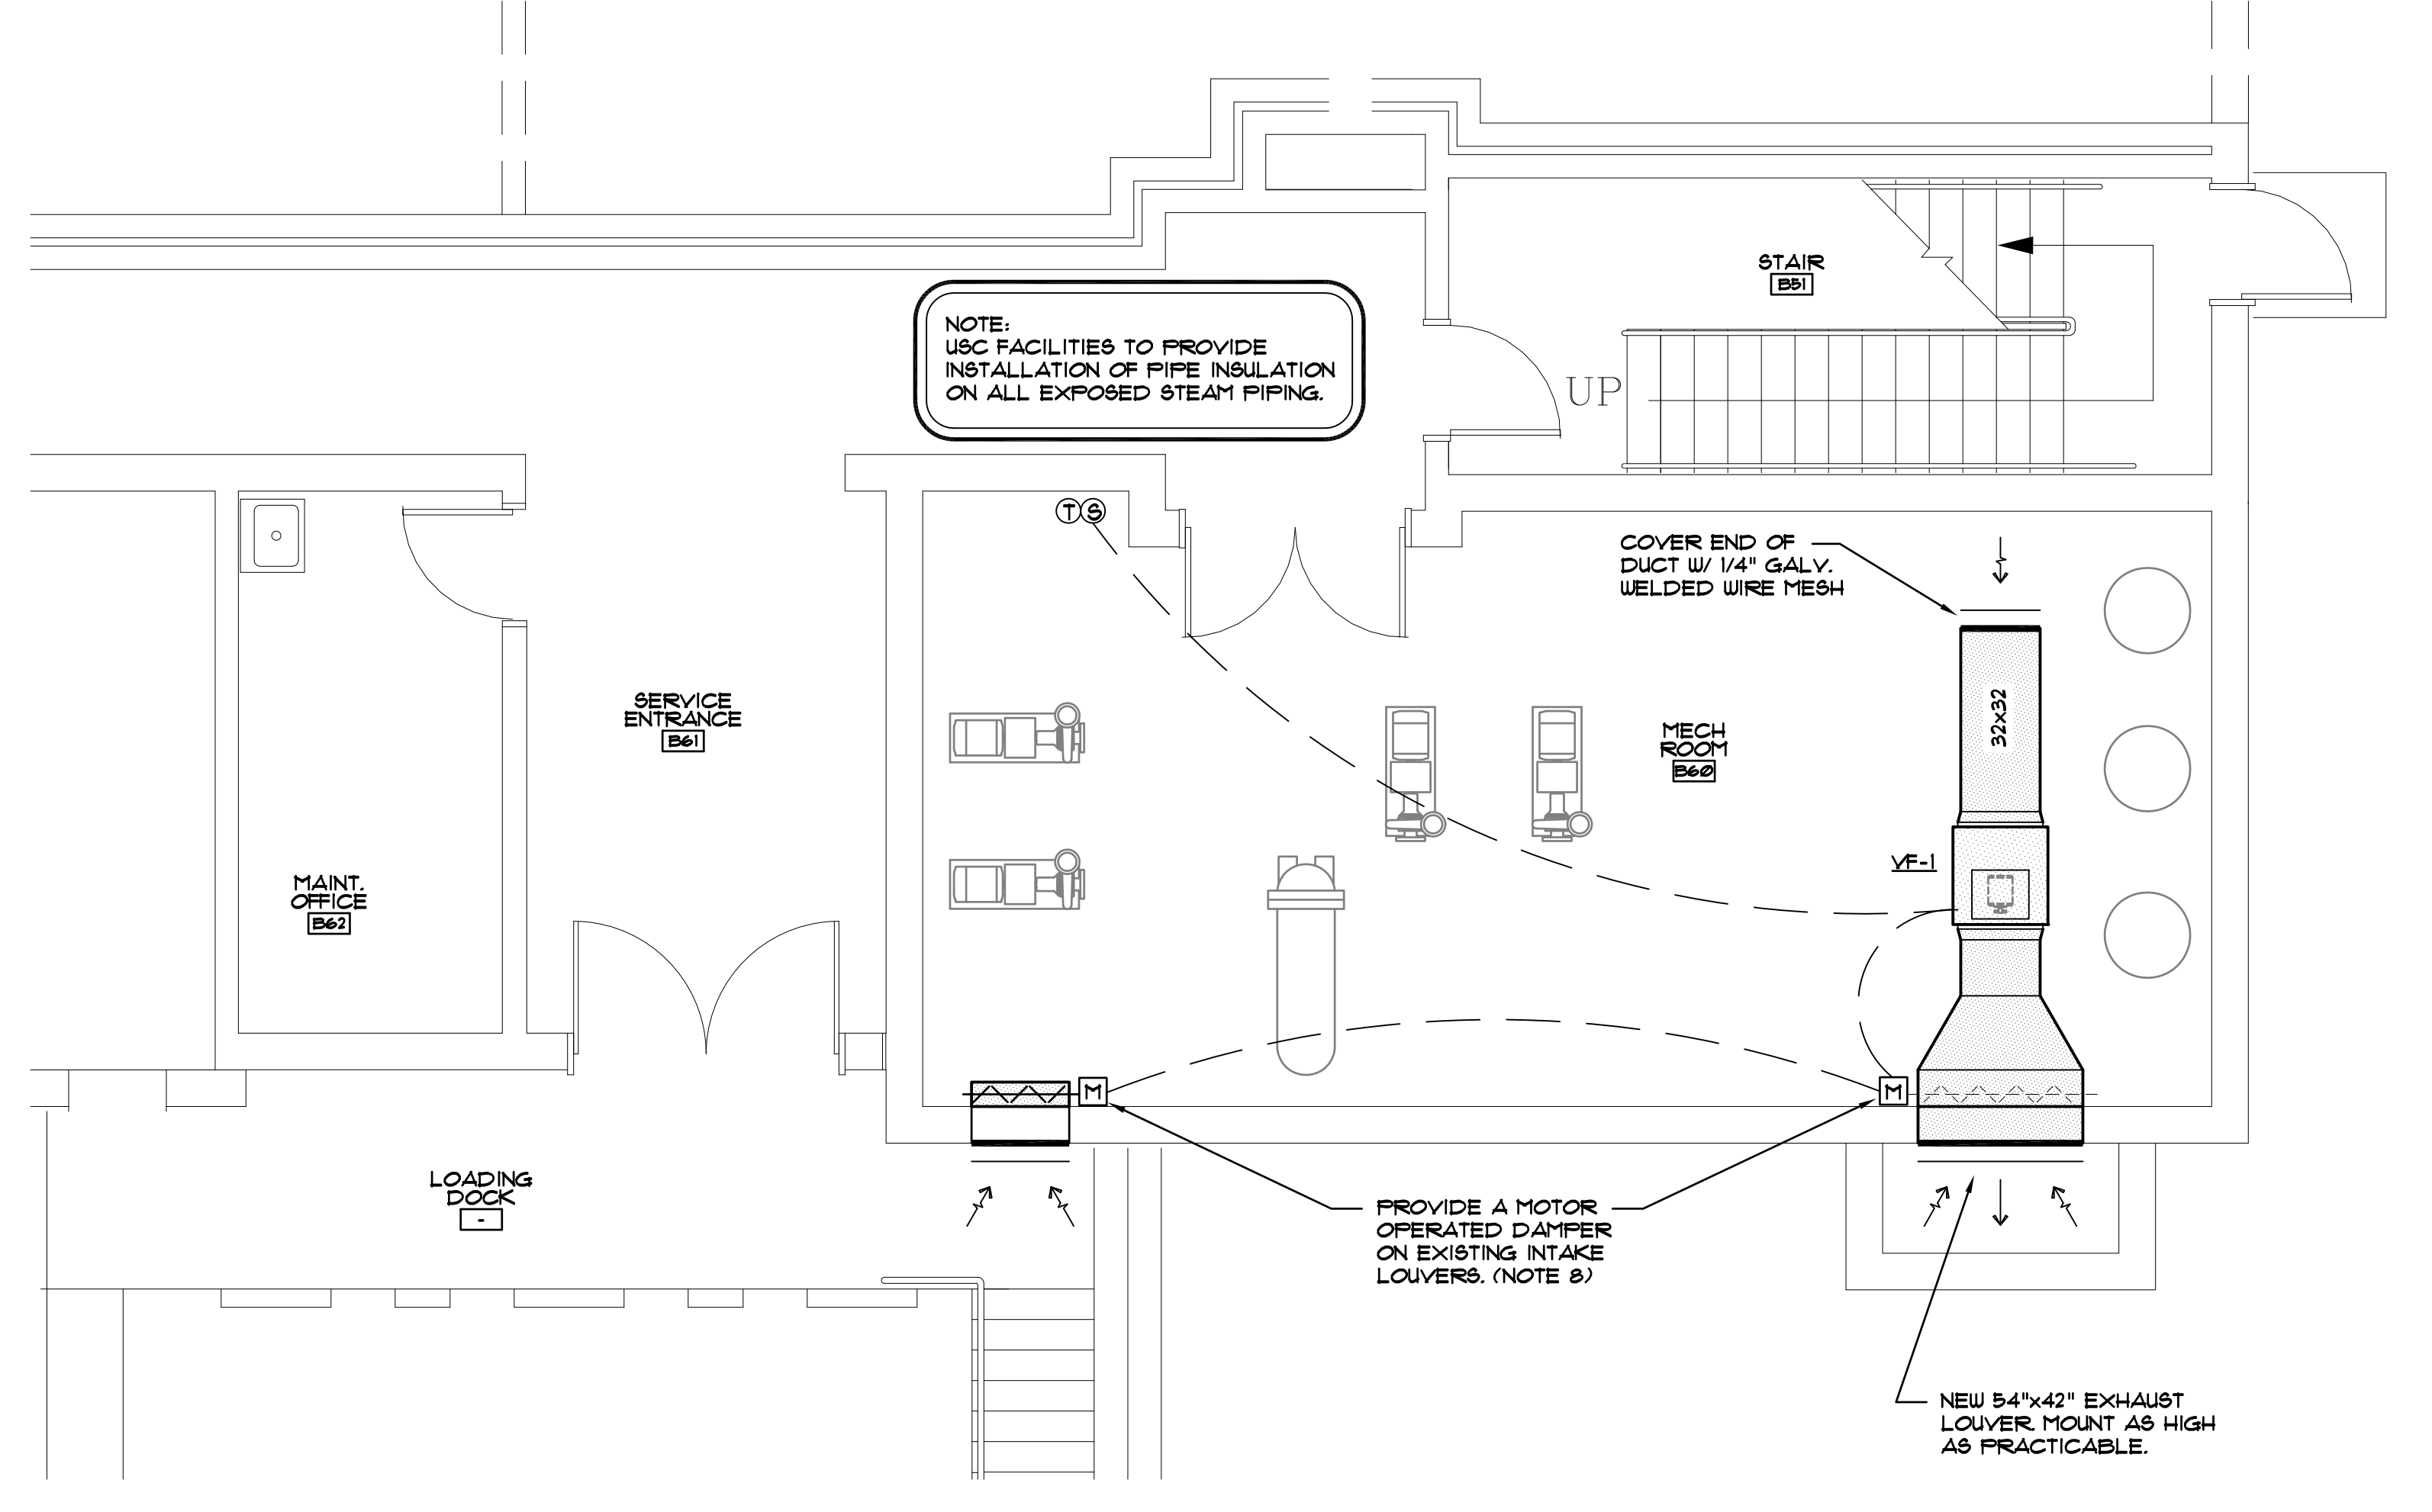 STAIR
B51
NOTE:
USC FACILITIES TO PROVIDE
INSTALLATION OF PIPE INSULATION
ON ALL EXPOSED STEAM PIPING.
UP
T S
COVER END OF
DUCT W/ 1/4" GALV.
WELDED WIRE MESH
32x32
SERVICE
ENTRANCE
B61
MECH
ROOM
B60
VF-1
MAINT.
OFFICE
B62
M
M
LOADING
DOCK
-
PROVIDE A MOTOR
OPERATED DAMPER
ON EXISTING INTAKE
LOUVERS. (NOTE 8)
NEW 54"x42" EXHAUST
LOUVER. MOUNT AS HIGH
AS PRACTICABLE.